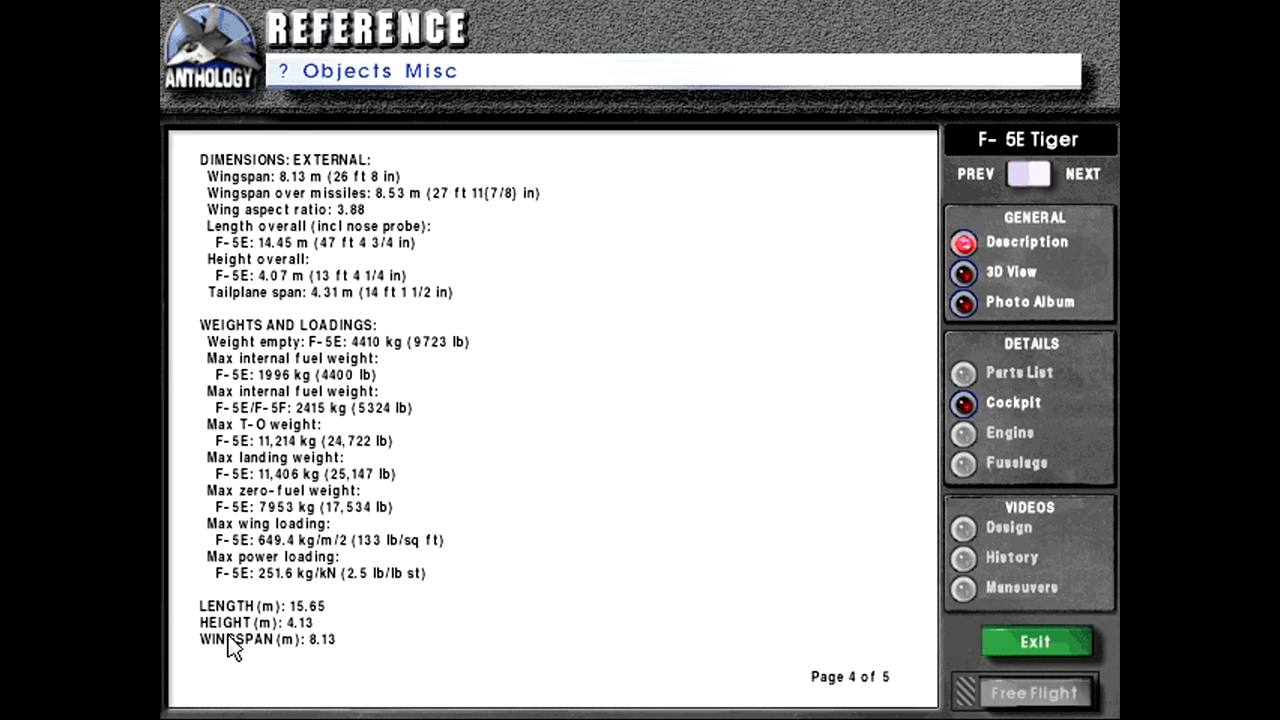 REFERENCE
ANTHOLOGY
? Objects Misc
DIMENSIONS: EXTERNAL:
Wingspan: 8.13 m (26 ft 8 in)
Wingspan over missiles: 8.53 m (27 ft 11{7/8} in)
Wing aspect ratio: 3.88
Length overall (incl nose probe):
F-5E: 14.45 m (47 ft 4 3/4 in)
Height overall:
F-5E: 4.07 m (13 ft 4 1/4 in)
Tailplane span: 4.31 m (14 ft 1 1/2 in)
WEIGHTS AND LOADINGS:
Weight empty: F-5E: 4410 kg (9723 lb)
Max internal fuel weight:
F-5E: 1996 kg (4400 lb)
Max internal fuel weight:
F-5E/F-5F: 2415 kg (5324 lb)
Max T-O weight:
F-5E: 11,214 kg (24,722 lb)
Max landing weight:
F-5E: 11,406 kg (25,147 lb)
Max zero-fuel weight:
F-5E: 7953 kg (17,534 lb)
Max wing loading:
F-5E: 649.4 kg/m/2 (133 lb/sq ft)
Max power loading:
F-5E: 251.6 kg/kN (2.5 lb/lb st)
LENGTH (m): 15.65
HEIGHT (m): 4.13
WINGSPAN (m): 8.13
Page 4 of 5
F- 5E Tiger
PREV NEXT
GENERAL
Description
3D View
Photo Album
DETAILS
Parts List
Cockpit
Engine
Fuselage
VIDEOS
Design
History
Maneuvers
Exit
Free Flight